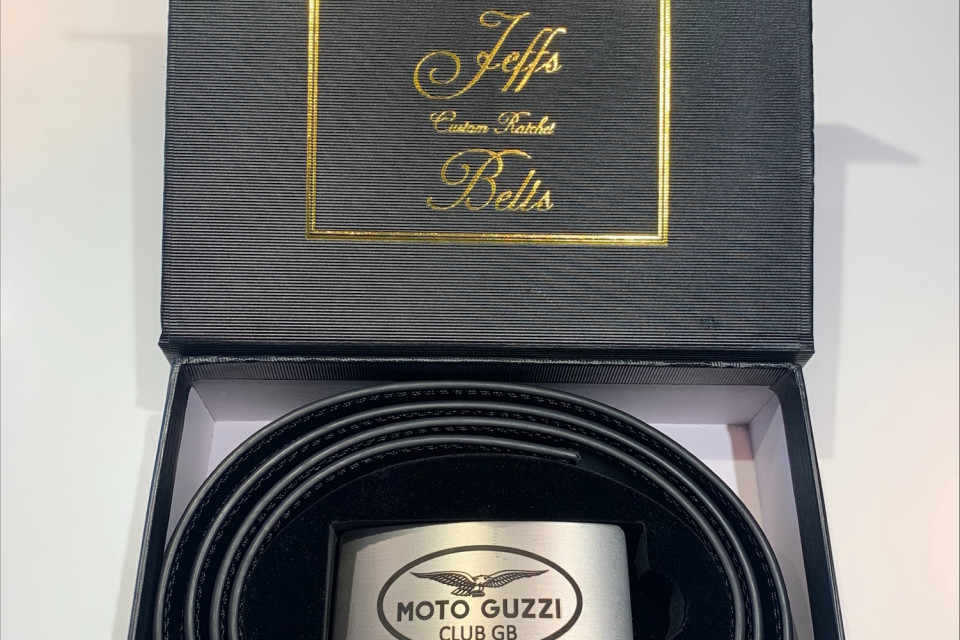 Jeffs
Custom Ratchet
Belts
MOTO GUZZI
CLUB GB